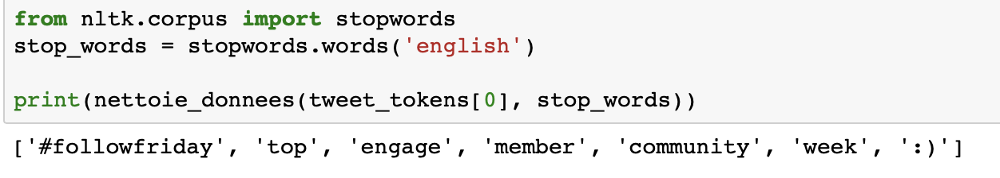 from nltk.corpus import stopwords
stop_words = stopwords.words('english')
print(nettoie_donnees(tweet_tokens[0], stop_words))
['#followfriday', 'top', 'engage', 'member', 'community', 'week', ':)']